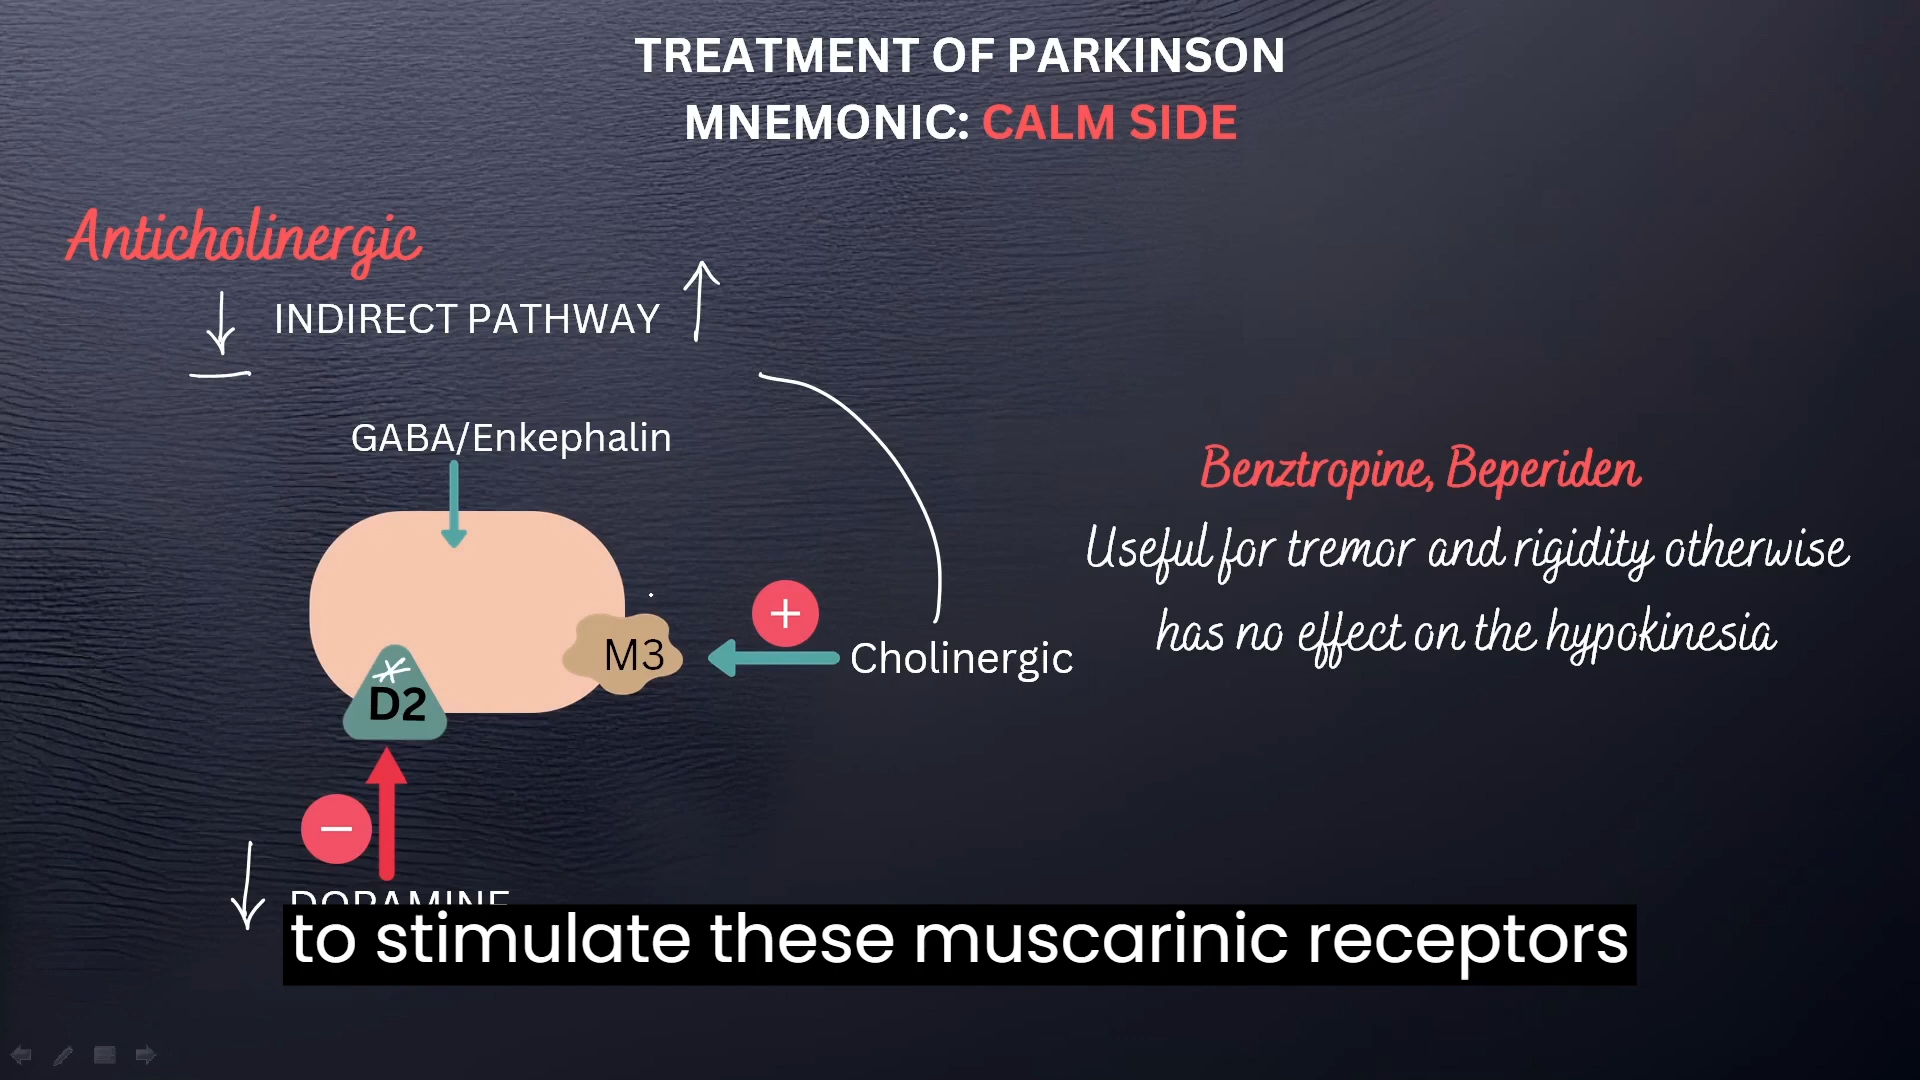 TREATMENT OF PARKINSON
MNEMONIC: CALM SIDE
Anticholinergic
INDIRECT PATHWAY
GABA/Enkephalin
Benztropine, Beperiden
Useful for tremor and rigidity otherwise
has no effect on the hypokinesia
M3
Cholinergic
D2
DOPAMINE
to stimulate these muscarinic receptors